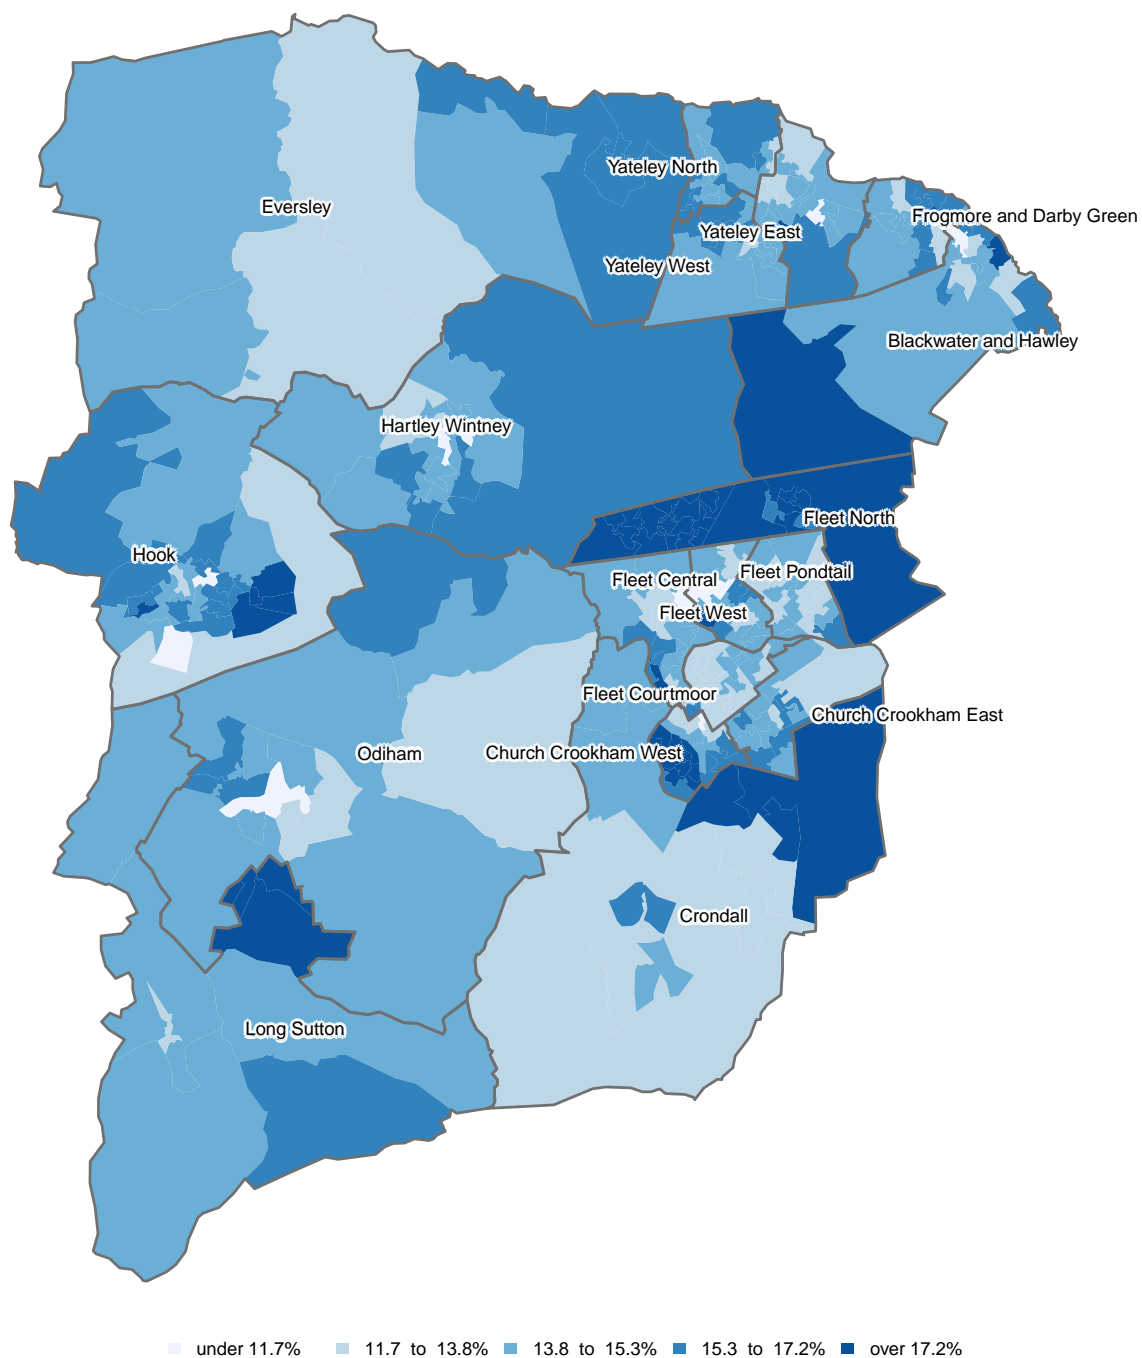 Yateley North
Eversley
Frogmore and Darby Green
Yateley East
Yateley West
Blackwater and Hawley
Hartley Wintney
Fleet North
Hook
Fleet Central
Fleet Pondtail
Fleet West
Fleet Courtmoor
Church Crookham East
Odiham
Church Crookham West
Crondall
Long Sutton
under 11.7% 11.7 to 13.8% 13.8 to 15.3% 15.3 to 17.2% over 17.2%